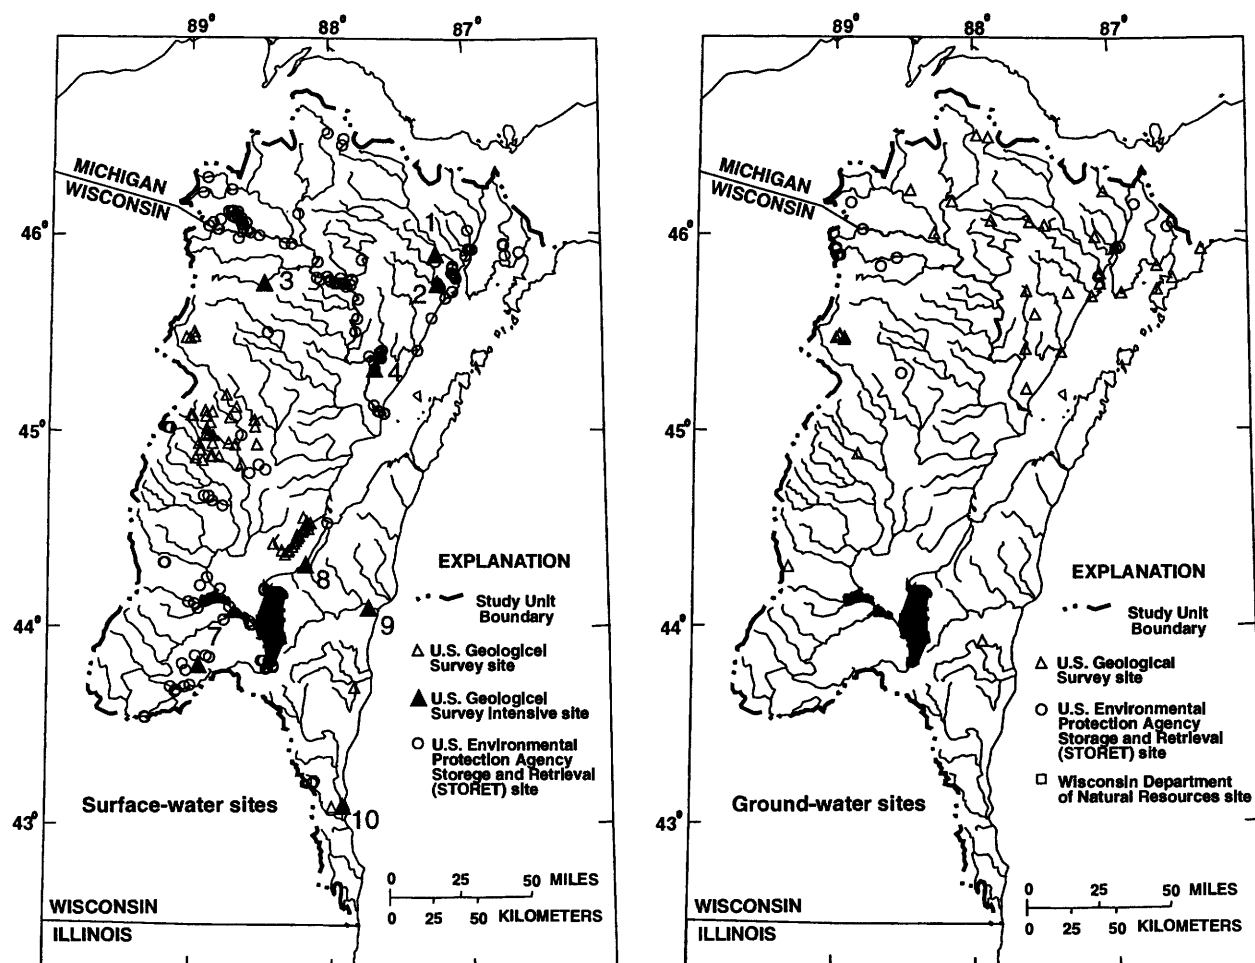 89°
88°
87°
MICHIGAN
WISCONSIN
46°
45°
44°
43°
1
2
3
4
7
8
9
10
EXPLANATION
Study Unit
Boundary
U.S. Geologicel
Survey site
U.S. Geologicel
Survey intensive site
U.S. Environmental
Protection Agency
Storege and Retrieval
(STORET) site
Surface-water sites
0 25 50 MILES
0 25 50 KILOMETERS
WISCONSIN
ILLINOIS
89°
88°
87°
MICHIGAN
WISCONSIN
46°
45°
44°
43°
EXPLANATION
Study Unit
Boundary
U.S. Geological
Survey site
U.S. Environmental
Protection Agency
Storage and Retrieval
(STORET) site
Wisconsin Department
of Natural Resources site
Ground-water sites
0 25 50 MILES
0 25 50 KILOMETERS
WISCONSIN
ILLINOIS